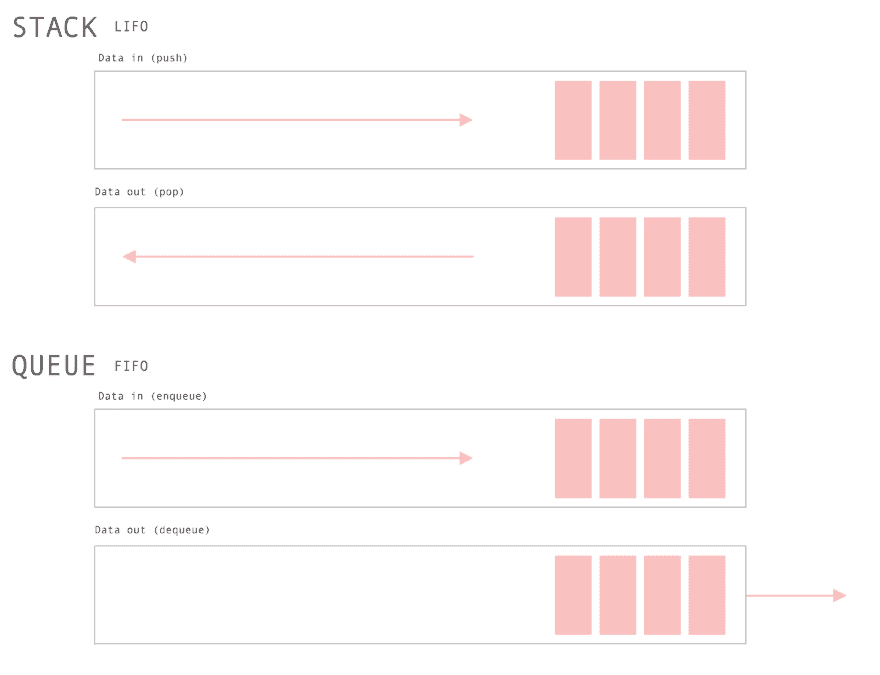 STACK LIFO
Data in (push)
Data out (pop)
QUEUE FIFO
Data in (enqueue)
Data out (dequeue)